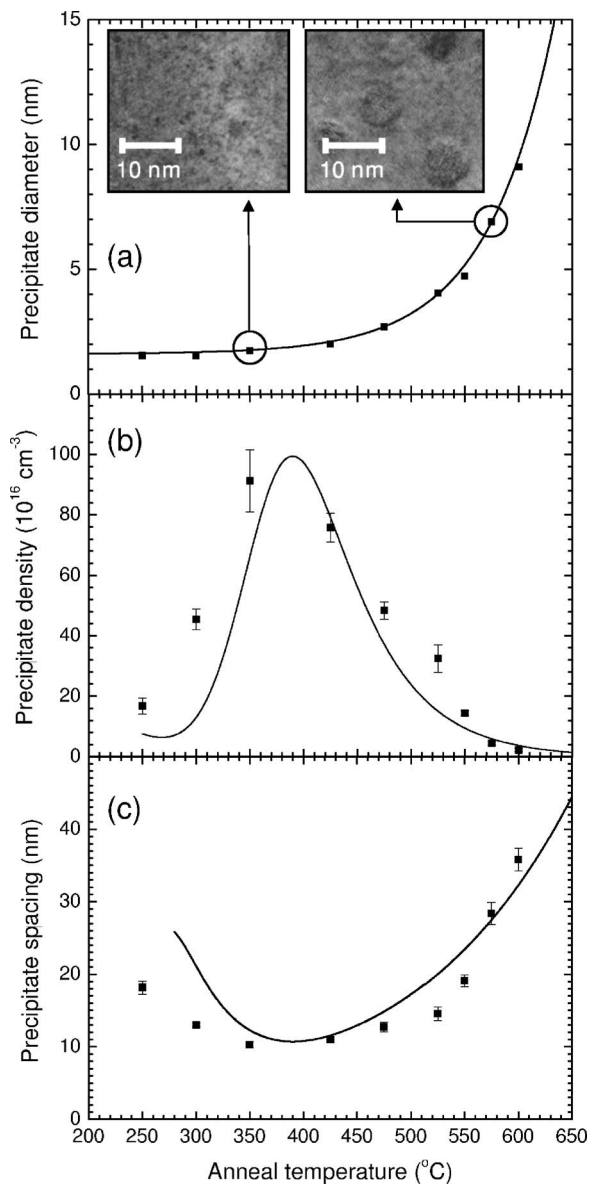 15
10
5
0
Precipitate diameter (nm)
10 nm
10 nm
(a)
100
80
60
40
20
0
Precipitate density (10¹⁶ cm⁻³)
(b)
40
30
20
10
0
Precipitate spacing (nm)
(c)
200 250 300 350 400 450 500 550 600 650
Anneal temperature (°C)